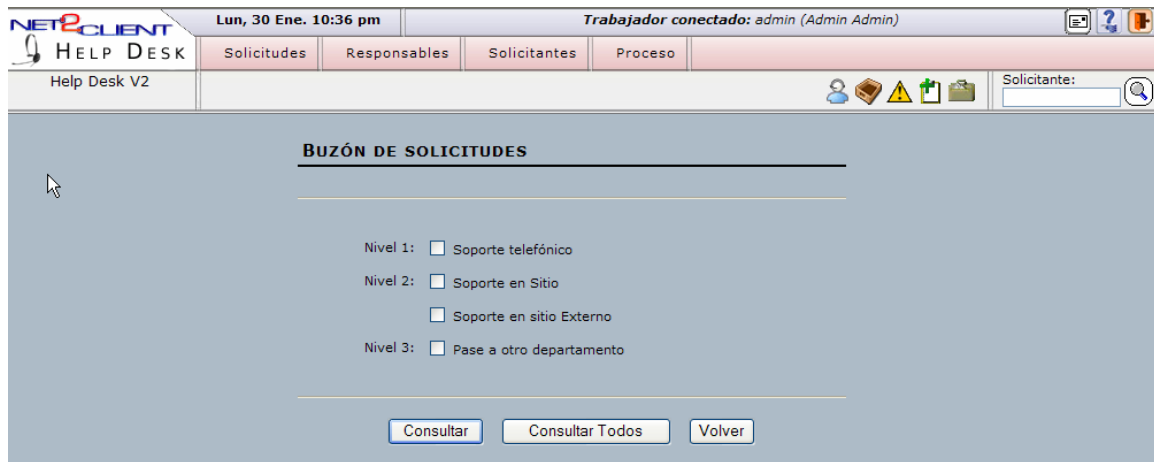 NET2CLIENT Lun, 30 Ene. 10:36 pm Trabajador conectado: admin (Admin Admin)
HELP DESK Solicitudes Responsables Solicitantes Proceso
Help Desk V2 Solicitante:
BUZÓN DE SOLICITUDES
Nivel 1: Soporte telefónico
Nivel 2: Soporte en Sitio
Soporte en sitio Externo
Nivel 3: Pase a otro departamento
Consultar Consultar Todos Volver